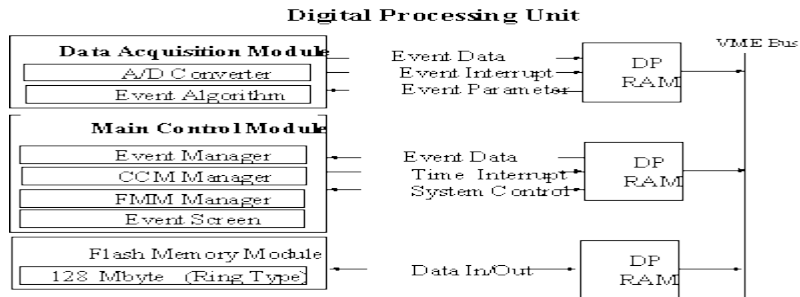 Digital Processing Unit
VME Bus
Data Acquisition Module
A/D Converter
Event Algorithm
Event Data
Event Interrupt
Event Parameter
DP
RAM
Main Control Module
Event Manager
CCM Manager
FMM Manager
Event Screen
Event Data
Time Interrupt
System Control
DP
RAM
Flash Memory Module
128 Mbyte (Ring Type)
Data In/Out
DP
RAM